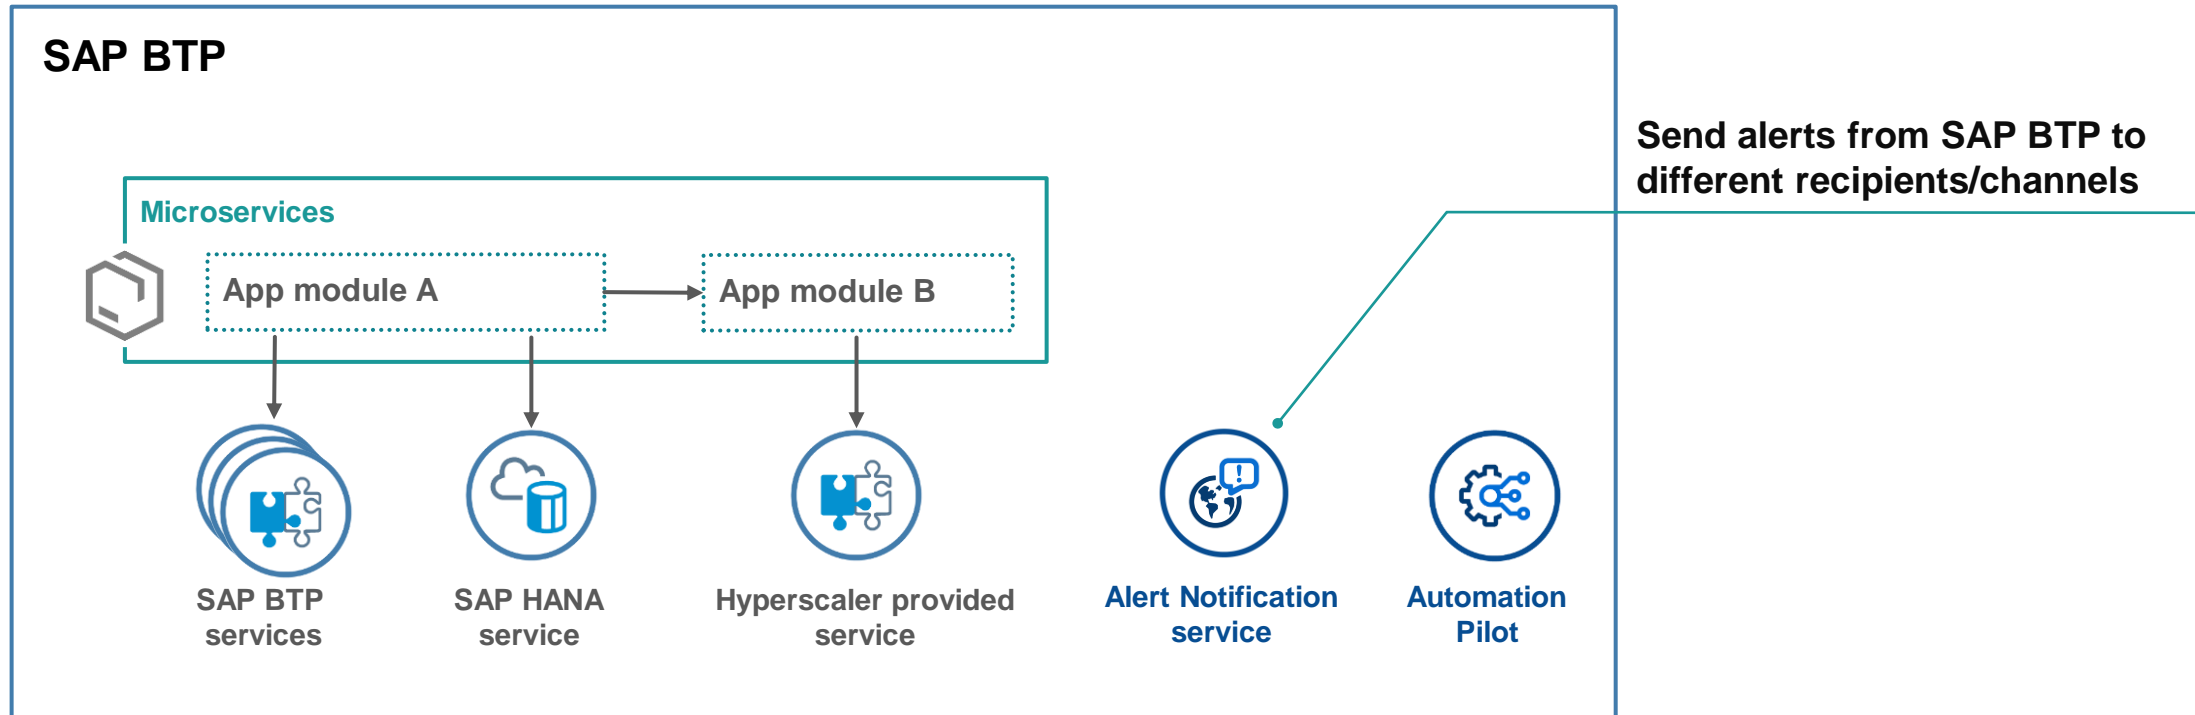 SAP BTP
Send alerts from SAP BTP to
different recipients/channels
Microservices
App module A
App module B
SAP BTP
services
SAP HANA
service
Hyperscaler provided
service
Alert Notification
service
Automation
Pilot